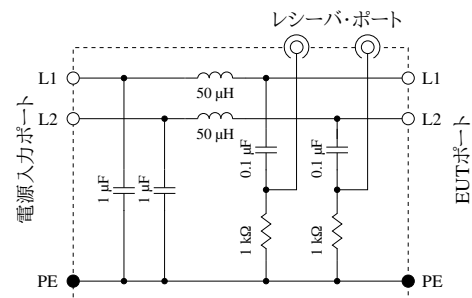 レシーバ・ポート
L1
L1
50 μH
L2
L2
50 μH
電源入力ポート
EUTポート
1 μF
1 μF
0.1 μF
0.1 μF
1 kΩ
1 kΩ
PE
PE